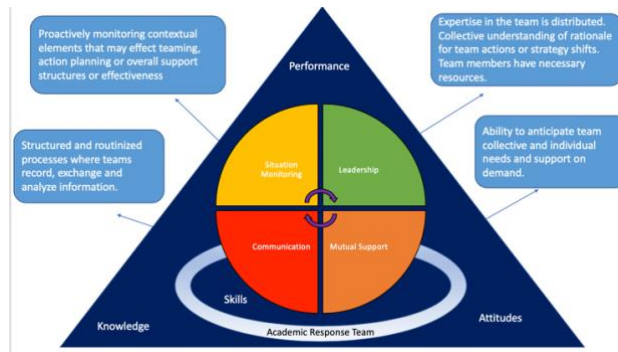 Proactively monitoring contextual
elements that may effect teaming,
action planning or overall support
structures or effectiveness
Expertise in the team is distributed.
Collective understanding of rationale
for team actions or strategy shifts.
Team members have necessary
resources.
Performance
Structured and routinized
processes where teams
record, exchange and
analyze information.
Ability to anticipate team
collective and individual
needs and support on
demand.
Situation
Monitoring
Leadership
Communication
Mutual Support
Skills
Knowledge
Attitudes
Academic Response Team